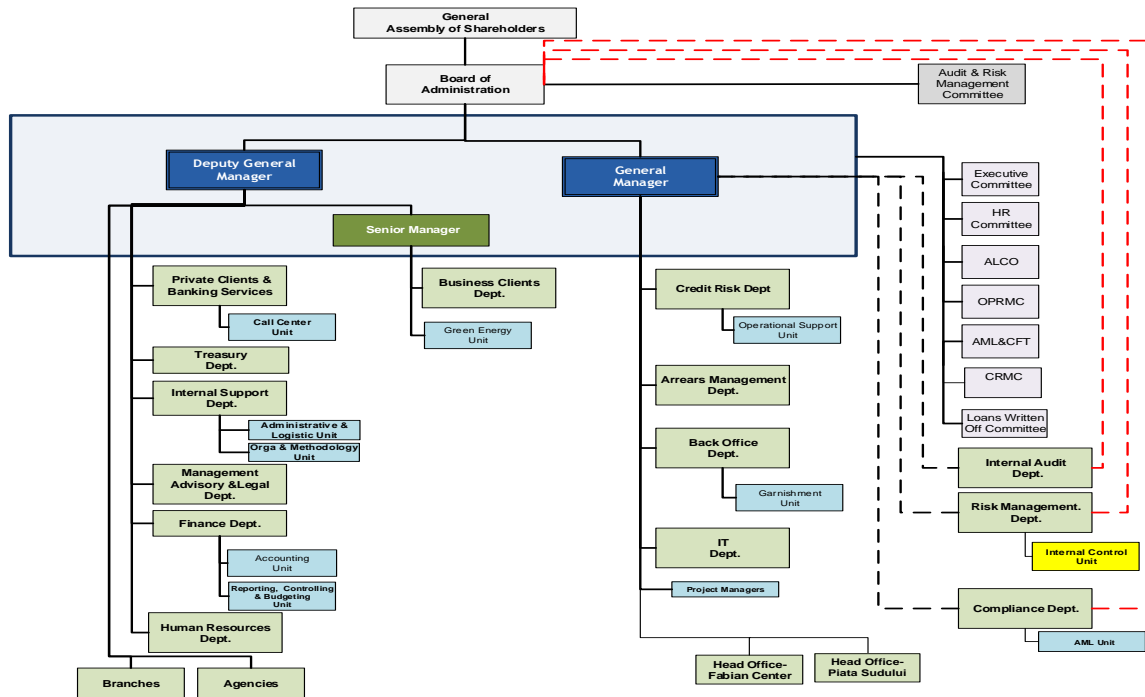 General
Assembly of Shareholders
Board of
Administration
Audit & Risk
Management
Committee
Deputy General
Manager
General
Manager
Senior Manager
Executive
Committee
HR
Committee
ALCO
OPRMC
AML&CFT
CRMC
Loans Written
Off Committee
Private Clients &
Banking Services
Call Center
Unit
Treasury
Dept.
Internal Support
Dept.
Administrative &
Logistic Unit
Orga & Methodology
Unit
Management
Advisory &Legal
Dept.
Finance Dept.
Accounting
Unit
Reporting, Controlling
& Budgeting
Unit
Human Resources
Dept.
Branches
Agencies
Business Clients
Dept.
Green Energy
Unit
Credit Risk Dept
Operational Support
Unit
Arrears Management
Dept.
Back Office
Dept.
Garnishment
Unit
IT
Dept.
Project Managers
Head Office-
Fabian Center
Head Office-
Piata Sudului
Internal Audit
Dept.
Risk Management.
Dept.
Internal Control
Unit
Compliance Dept.
AML Unit